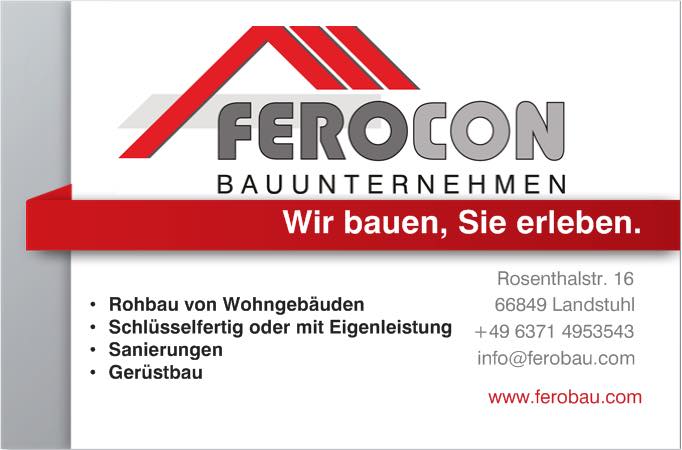 FEROCON
BAUUNTERNEHMEN
Wir bauen, Sie erleben.
• Rohbau von Wohngebäuden
• Schlüsselfertig oder mit Eigenleistung
• Sanierungen
• Gerüstbau
Rosenthalstr. 16
66849 Landstuhl
+49 6371 4953543
info@ferobau.com
www.ferobau.com